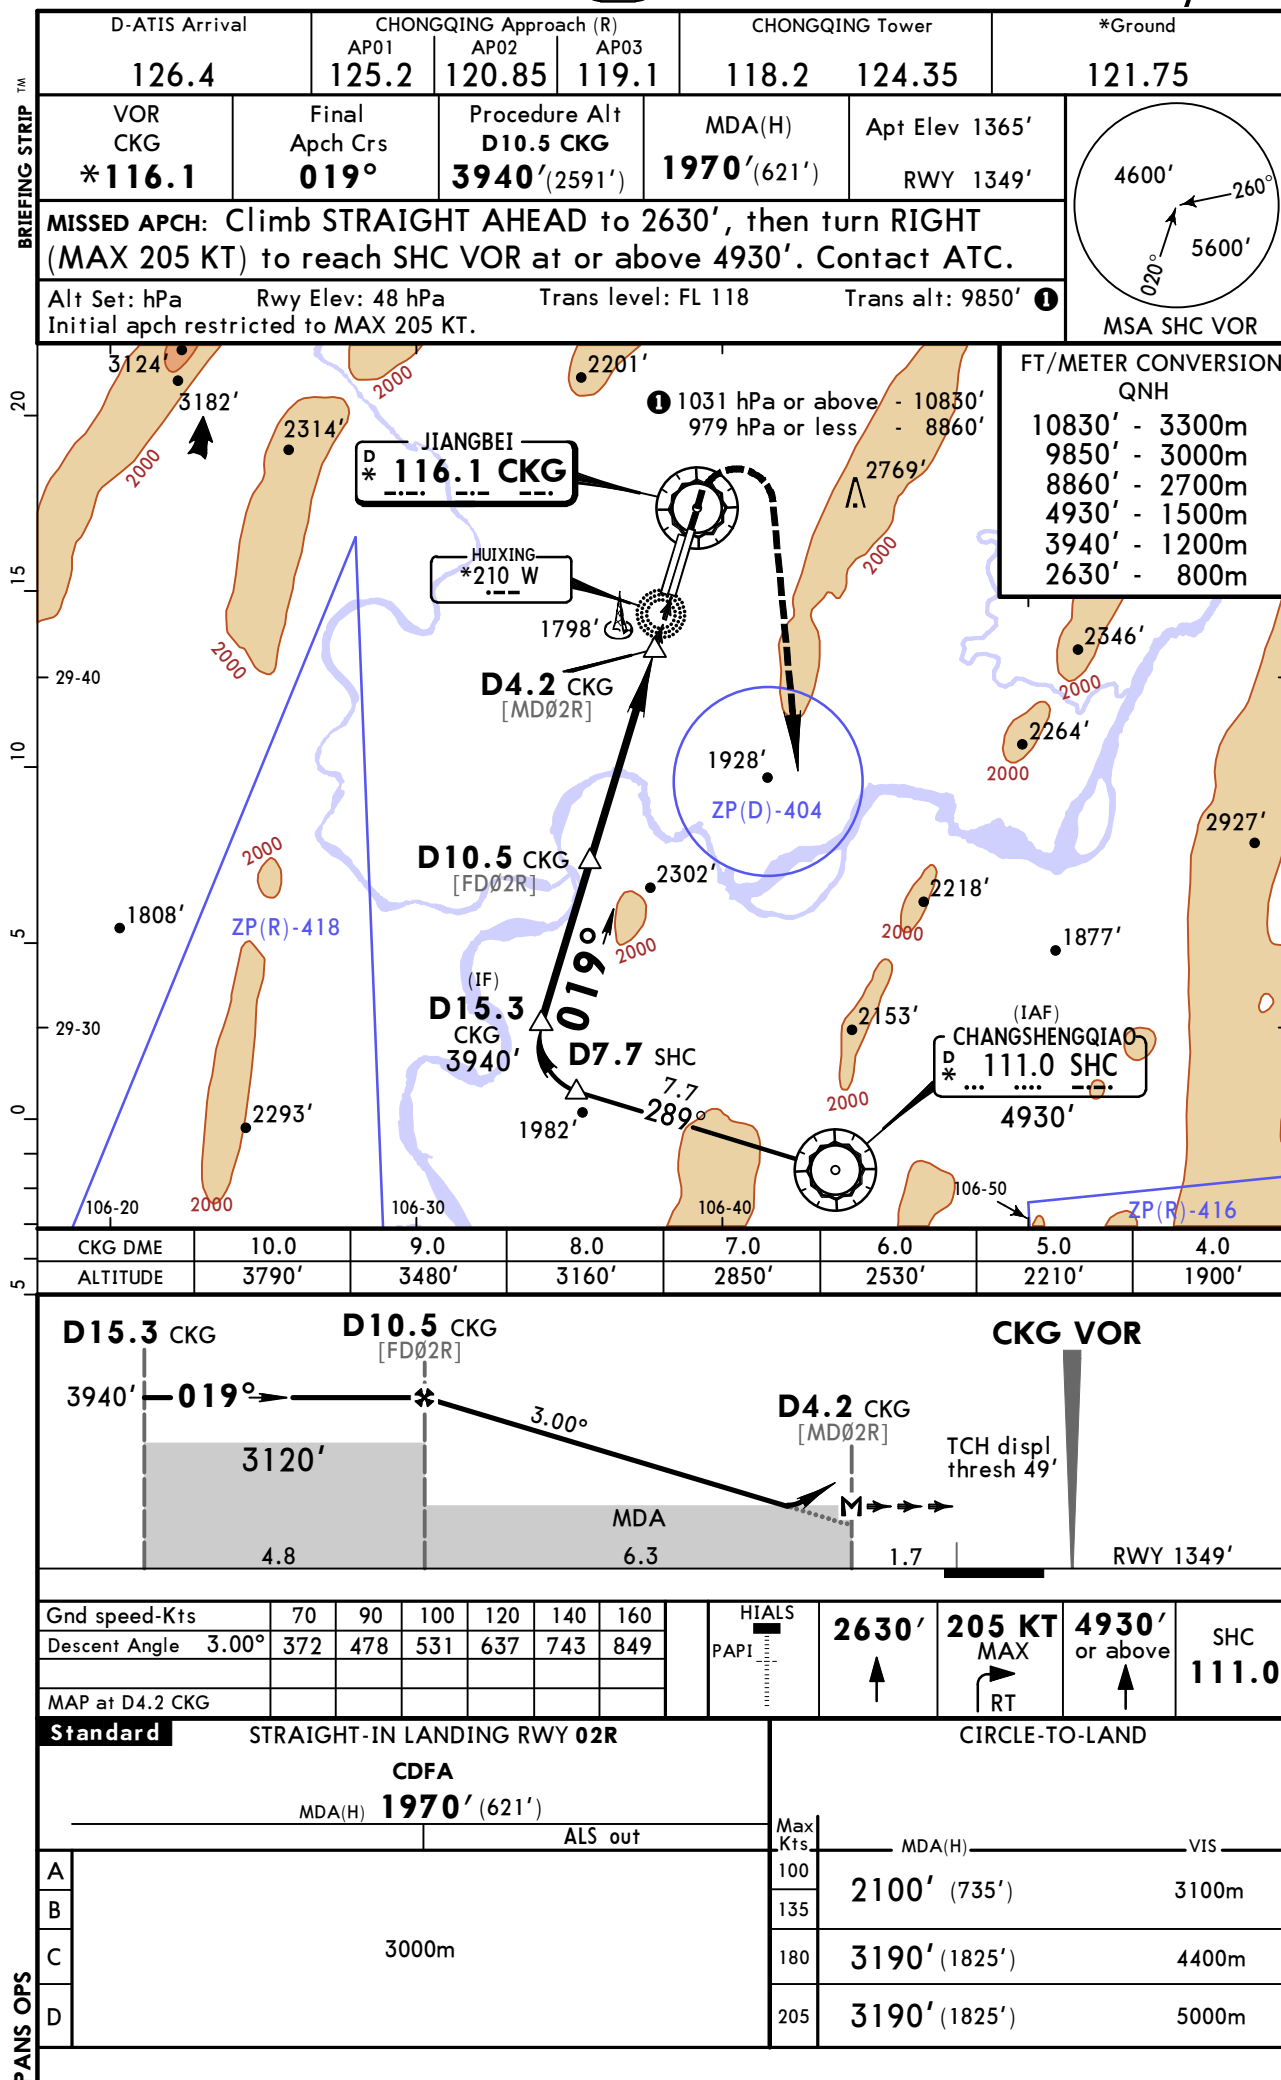 D-ATIS Arrival
126.4
CHONGQING Approach (R)
AP01 AP02 AP03
125.2 120.85 119.1
CHONGQING Tower
118.2 124.35
*Ground
121.75
BRIEFING STRIP TM
VOR
CKG
*116.1
Final
Apch Crs
019°
Procedure Alt
D10.5 CKG
3940'(2591')
MDA(H)
1970'(621')
Apt Elev 1365'
RWY 1349'
MISSED APCH: Climb STRAIGHT AHEAD to 2630', then turn RIGHT
(MAX 205 KT) to reach SHC VOR at or above 4930'. Contact ATC.
Alt Set: hPa Rwy Elev: 48 hPa Trans level: FL 118 Trans alt: 9850' 1
Initial apch restricted to MAX 205 KT.
4600'
260°
5600'
020°
MSA SHC VOR
FT/METER CONVERSION
QNH
10830' - 3300m
9850' - 3000m
8860' - 2700m
4930' - 1500m
3940' - 1200m
2630' - 800m
1 1031 hPa or above - 10830'
979 hPa or less - 8860'
3124'
3182'
2000
2314'
2000
2000
2201'
2769'
2000
JIANGBEI
D
* 116.1 CKG
HUIXING
*210 W
1798'
D4.2 CKG
[MD02R]
2346'
2000
2264'
2000
1928'
ZP(D)-404
2927'
D10.5 CKG
[FD02R]
2302'
2000
2000
1808'
ZP(R)-418
2218'
2000
1877'
019°
(IF)
D15.3
CKG
3940'
D7.7 SHC
7.7
289°
1982'
2153'
2000
(IAF)
CHANGSHENGQIAO
D
* 111.0 SHC
4930'
2293'
2000
20
15
10
5
0
5
29-40
29-30
106-20
106-30
106-40
106-50
ZP(R)-416
CKG DME 10.0 9.0 8.0 7.0 6.0 5.0 4.0
ALTITUDE 3790' 3480' 3160' 2850' 2530' 2210' 1900'
D15.3 CKG
D10.5 CKG
[FD02R]
CKG VOR
3940'
019°
3.00°
D4.2 CKG
[MD02R]
TCH displ
thresh 49'
3120'
MDA
M
4.8
6.3
1.7
RWY 1349'
Gnd speed-Kts 70 90 100 120 140 160
Descent Angle 3.00° 372 478 531 637 743 849
MAP at D4.2 CKG
HIALS
PAPI
2630'
205 KT
MAX
RT
4930'
or above
SHC
111.0
Standard
STRAIGHT-IN LANDING RWY 02R
CDFA
MDA(H) 1970'(621')
ALS out
A
B
C
D
3000m
CIRCLE-TO-LAND
Max
Kts
MDA(H) VIS
100
135
2100' (735') 3100m
180 3190'(1825') 4400m
205 3190'(1825') 5000m
PANS OPS